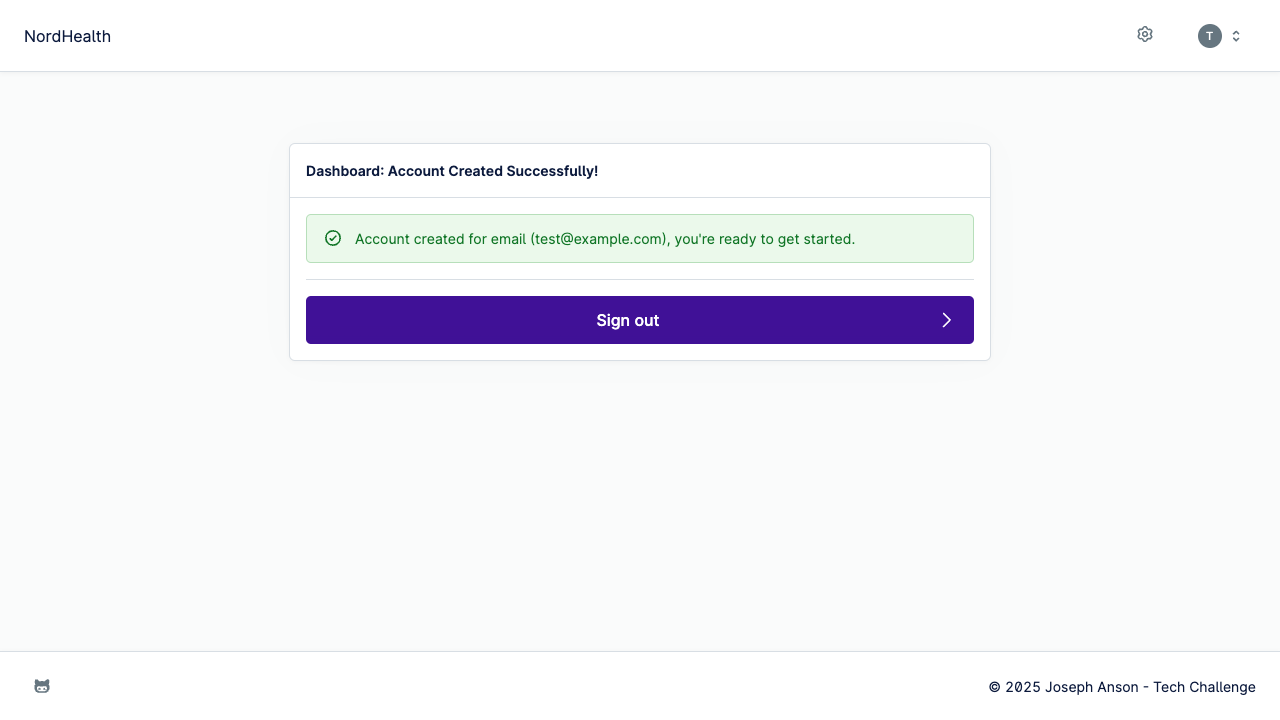 NordHealth
T
Dashboard: Account Created Successfully!
Account created for email (test@example.com), you're ready to get started.
Sign out
© 2025 Joseph Anson - Tech Challenge